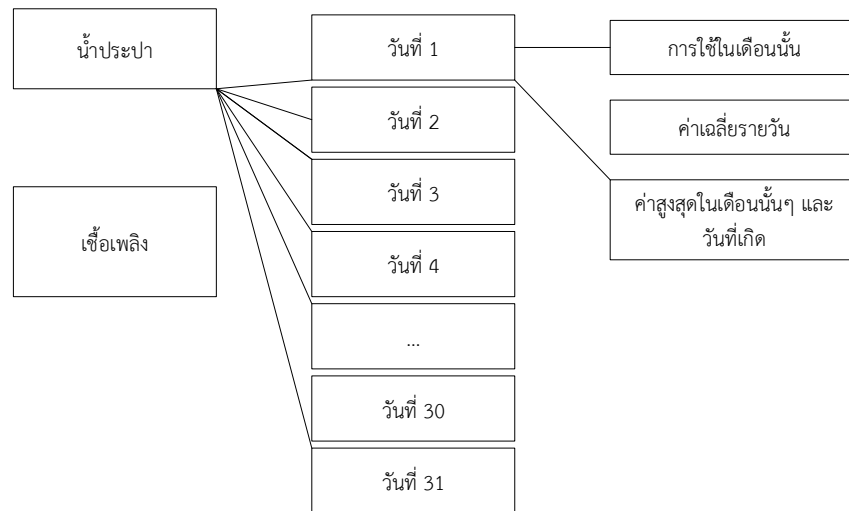 น้ำประปา
เชื้อเพลิง
วันที่ 1
วันที่ 2
วันที่ 3
วันที่ 4
...
วันที่ 30
วันที่ 31
การใช้ในเดือนนั้น
ค่าเฉลี่ยรายวัน
ค่าสูงสุดในเดือนนั้นๆ และ
วันที่เกิด